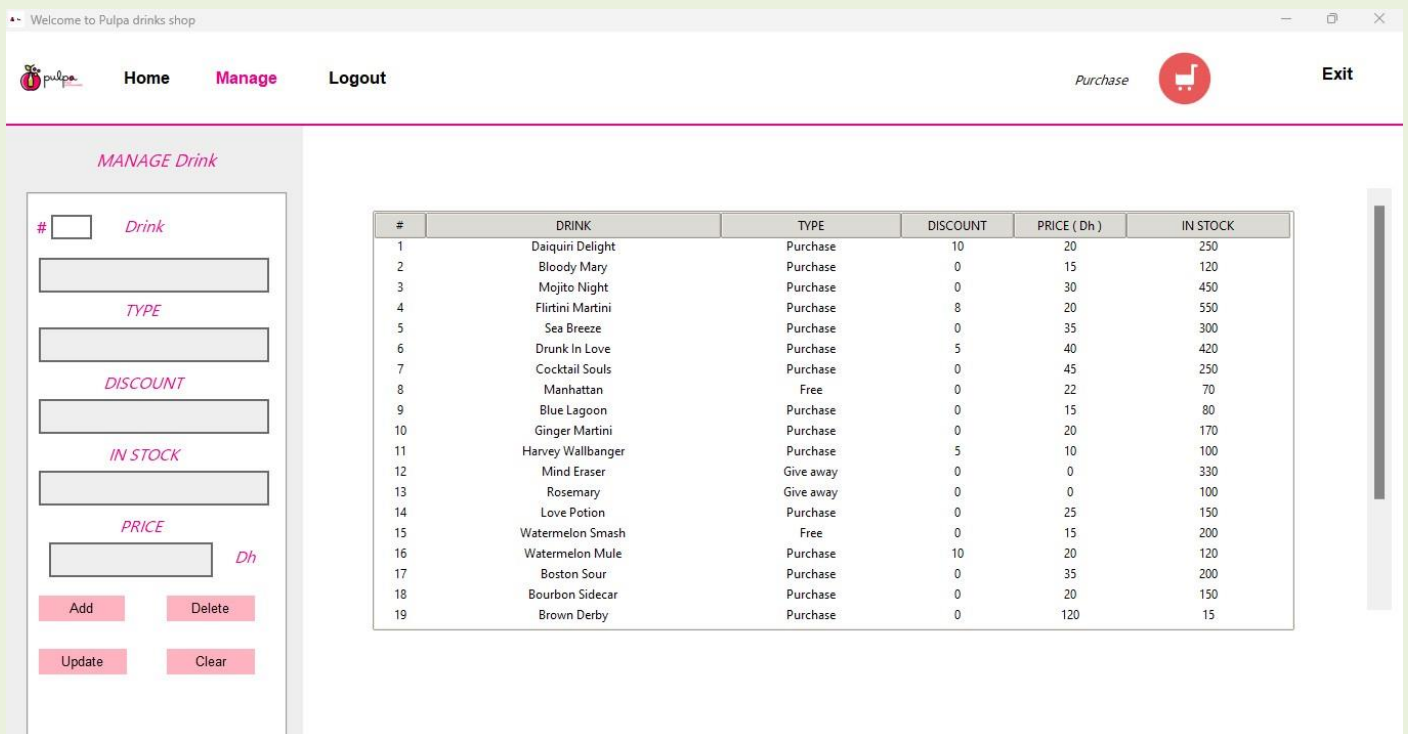 Welcome to Pulpa drinks shop
pulpa Home Manage Logout Purchase Exit
MANAGE Drink
# Drink
TYPE
DISCOUNT
IN STOCK
PRICE
Dh
Add Delete
Update Clear
# DRINK TYPE DISCOUNT PRICE ( Dh ) IN STOCK
1 Daiquiri Delight Purchase 10 20 250
2 Bloody Mary Purchase 0 15 120
3 Mojito Night Purchase 0 30 450
4 Flirtini Martini Purchase 8 20 550
5 Sea Breeze Purchase 0 35 300
6 Drunk In Love Purchase 5 40 420
7 Cocktail Souls Purchase 0 45 250
8 Manhattan Free 0 22 70
9 Blue Lagoon Purchase 0 15 80
10 Ginger Martini Purchase 0 20 170
11 Harvey Wallbanger Purchase 5 10 100
12 Mind Eraser Give away 0 0 330
13 Rosemary Give away 0 0 100
14 Love Potion Purchase 0 25 150
15 Watermelon Smash Free 0 15 200
16 Watermelon Mule Purchase 10 20 120
17 Boston Sour Purchase 0 35 200
18 Bourbon Sidecar Purchase 0 20 150
19 Brown Derby Purchase 0 120 15